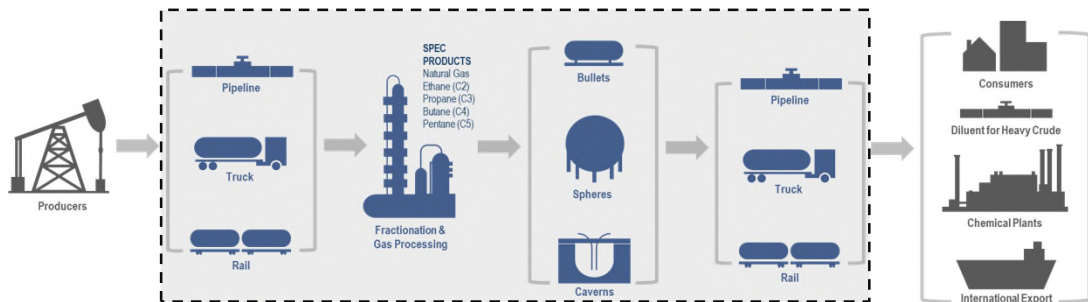 Producers
Pipeline
Truck
Rail
SPEC
PRODUCTS
Natural Gas
Ethane (C2)
Propane (C3)
Butane (C4)
Pentane (C5)
Fractionation &
Gas Processing
Bullets
Spheres
Caverns
Pipeline
Truck
Rail
Consumers
Diluent for Heavy Crude
Chemical Plants
International Export